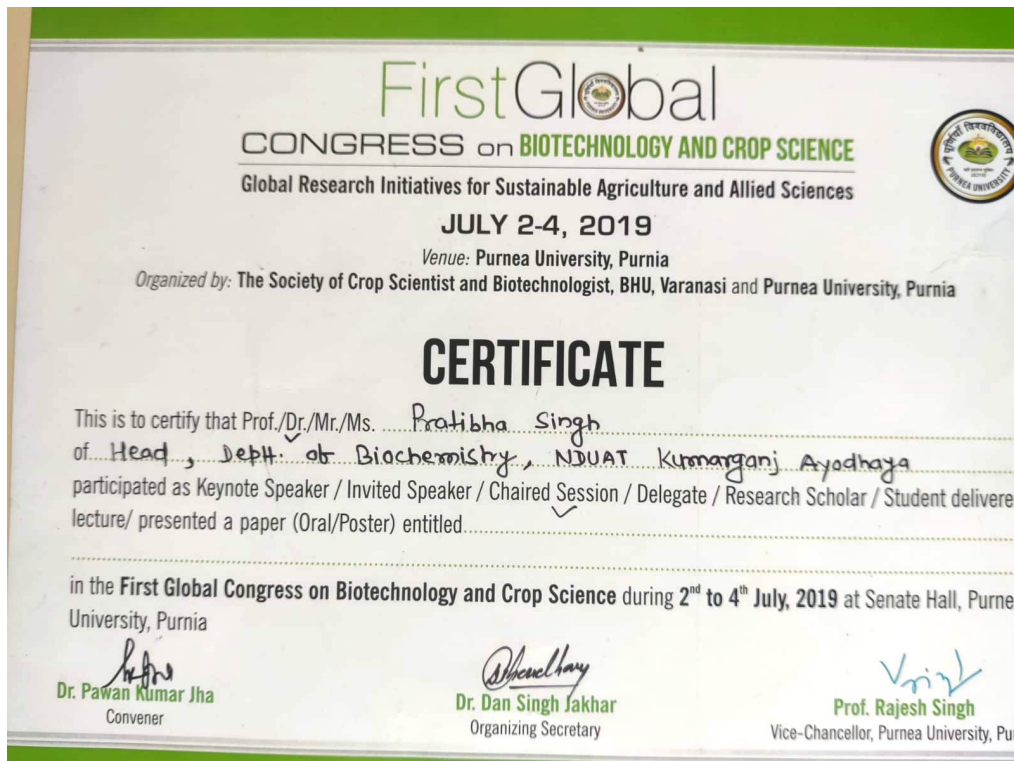 First Global
CONGRESS on BIOTECHNOLOGY AND CROP SCIENCE
Global Research Initiatives for Sustainable Agriculture and Allied Sciences
JULY 2-4, 2019
Venue: Purnea University, Purnia
Organized by: The Society of Crop Scientist and Biotechnologist, BHU, Varanasi and Purnea University, Purnia
पूर्णियाँ विश्वविद्यालय
PURNEA UNIVERSITY
CERTIFICATE
This is to certify that Prof./Dr./Mr./Ms. Pratibha Singh
of Head, Deptt. of Biochemistry, NDUAT Kumarganj Ayodhaya
participated as Keynote Speaker / Invited Speaker / Chaired Session / Delegate / Research Scholar / Student delivere
lecture/ presented a paper (Oral/Poster) entitled
in the First Global Congress on Biotechnology and Crop Science during 2nd to 4th July, 2019 at Senate Hall, Purne
University, Purnia
Dr. Pawan Kumar Jha
Convener
Dr. Dan Singh Jakhar
Organizing Secretary
Prof. Rajesh Singh
Vice-Chancellor, Purnea University, Pu